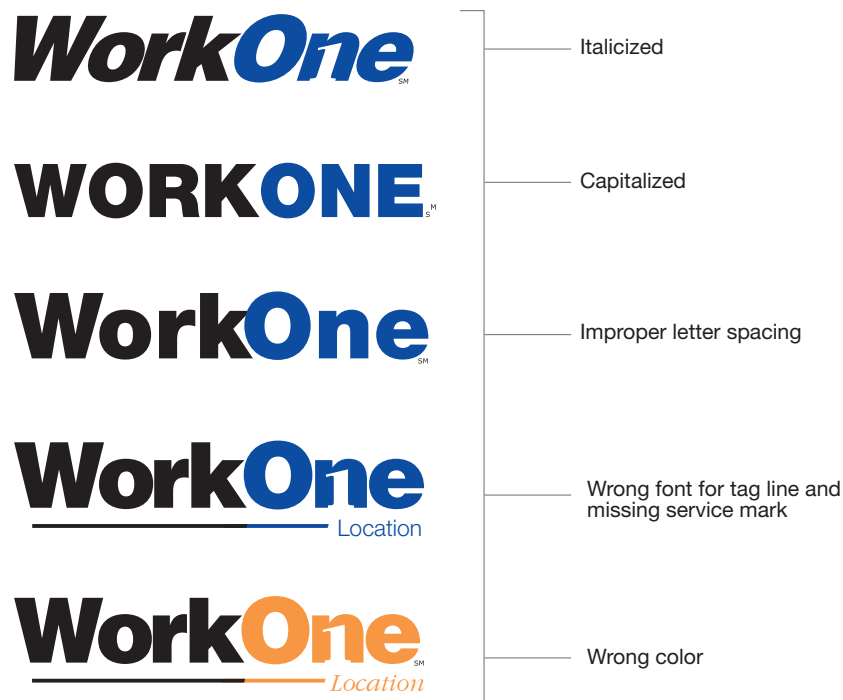 WorkOne SM
Italicized
WORKONE SM
Capitalized
WorkOne SM
Improper letter spacing
WorkOne
Location
Wrong font for tag line and
missing service mark
WorkOne SM
Location
Wrong color